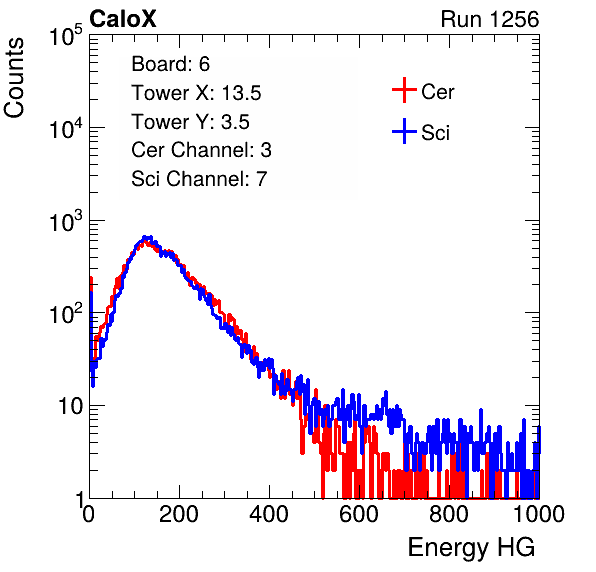 CaloX Run 1256
Counts
Board: 6
Tower X: 13.5
Tower Y: 3.5
Cer Channel: 3
Sci Channel: 7
Cer
Sci
10^5
10^4
10^3
10^2
10
1
0 200 400 600 800 1000
Energy HG